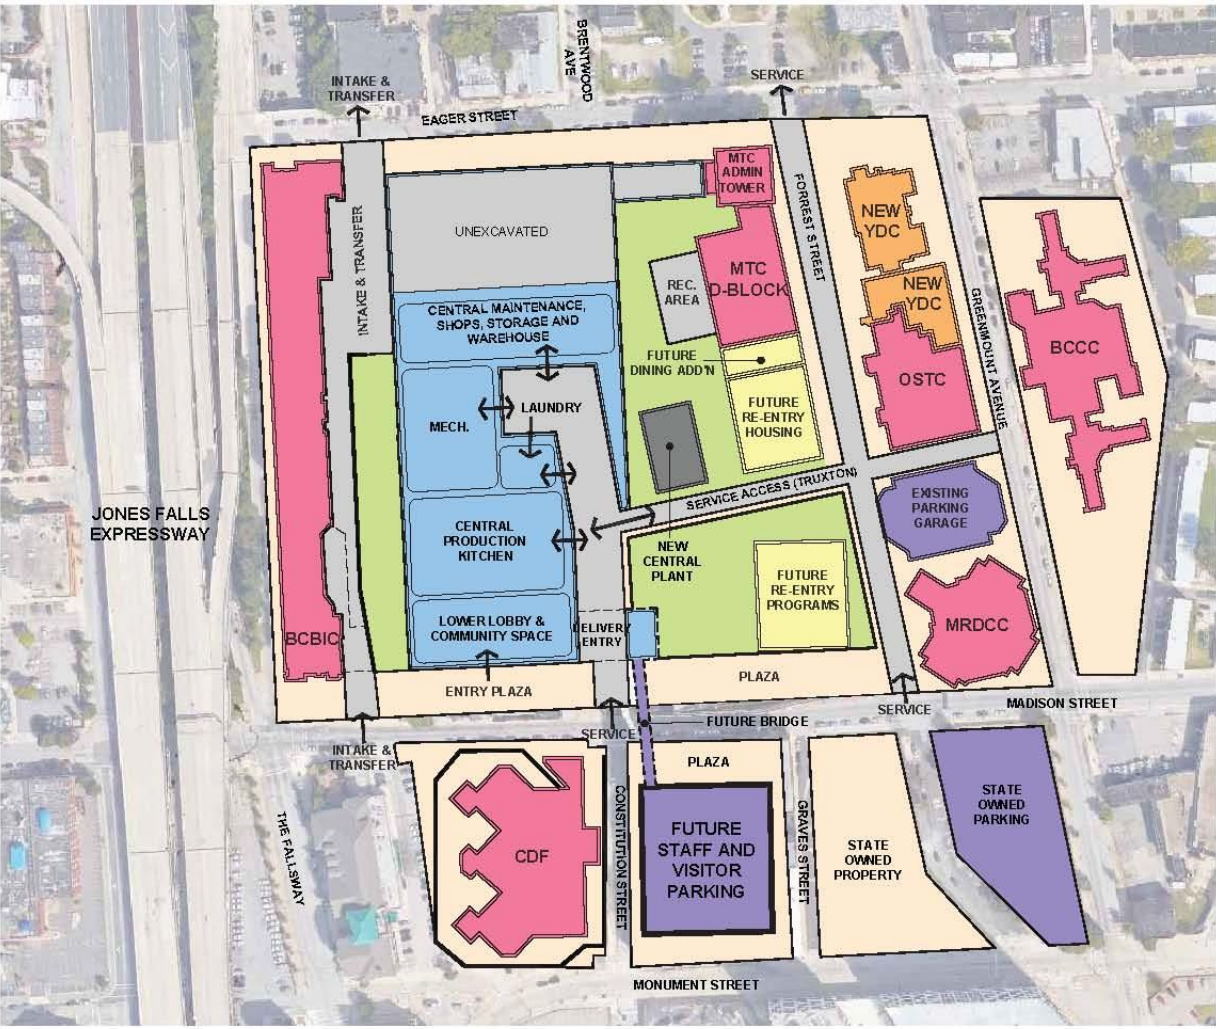 BRENTWOOD
AVE
INTAKE &
TRANSFER
SERVICE
EAGER STREET
MTC
ADMIN
TOWER
FORREST STREET
NEW
YDC
UNEXCAVATED
INTAKE & TRANSFER
REC.
AREA
MTC
D-BLOCK
NEW
YDC
GREENMOUNT AVENUE
CENTRAL MAINTENANCE,
SHOPS, STORAGE AND
WAREHOUSE
BCCC
FUTURE
DINING ADD'N
OSTC
LAUNDRY
MECH.
FUTURE
RE-ENTRY
HOUSING
SERVICE ACCESS (TRUXTON)
EXISTING
PARKING
GARAGE
JONES FALLS
EXPRESSWAY
CENTRAL
PRODUCTION
KITCHEN
NEW
CENTRAL
PLANT
FUTURE
RE-ENTRY
PROGRAMS
BCBIC
LOWER LOBBY &
COMMUNITY SPACE
ELIVERY
ENTRY
MRDCC
ENTRY PLAZA
PLAZA
MADISON STREET
SERVICE
FUTURE BRIDGE
SERVICE
INTAKE &
TRANSFER
PLAZA
THE FALLSWAY
CDF
CONSTITUTION STREET
FUTURE
STAFF AND
VISITOR
PARKING
GRAVES STREET
STATE
OWNED
PROPERTY
STATE
OWNED
PARKING
MONUMENT STREET